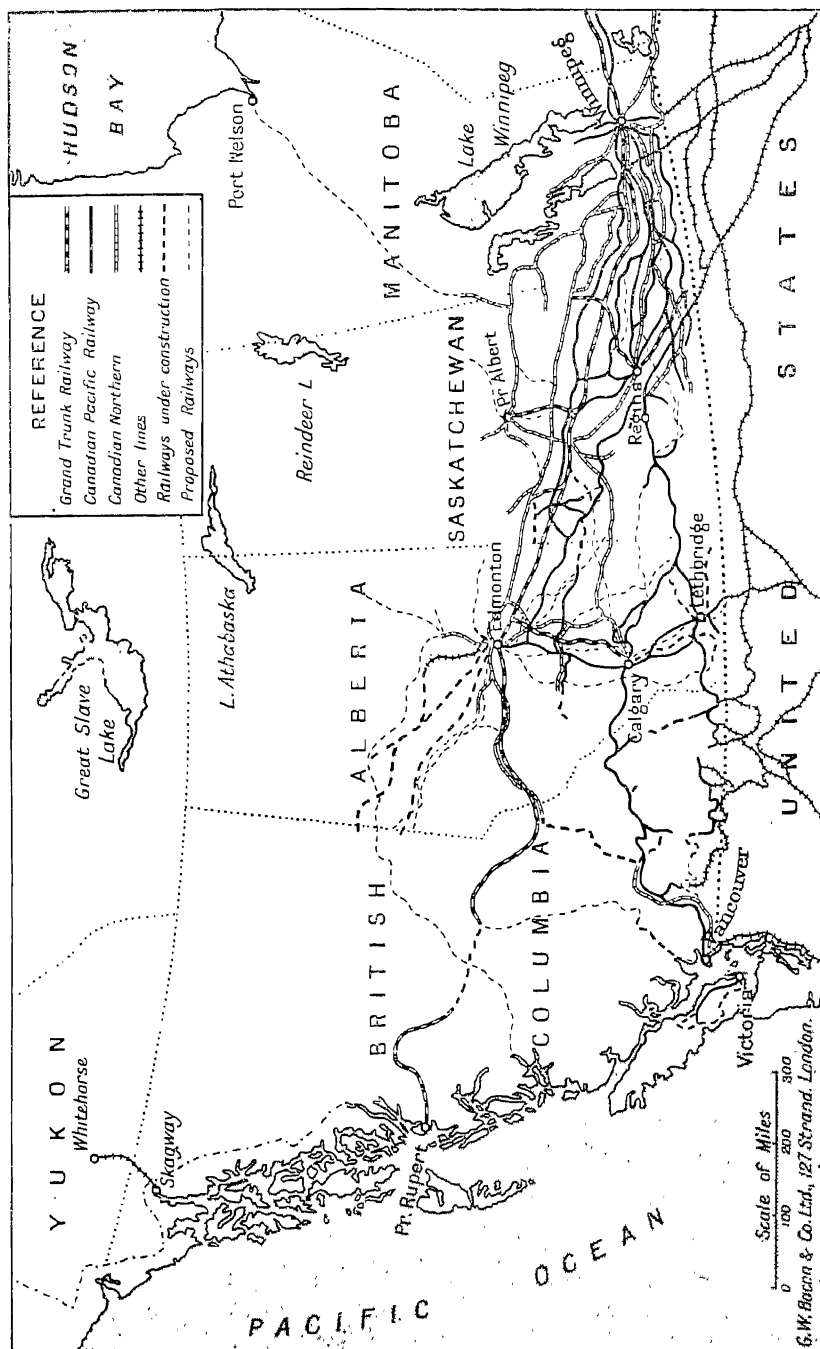 HUDSON
BAY
REFERENCE
Grand Trunk Railway
Canadian Pacific Railway
Canadian Northern
Other lines
Railways under construction
Proposed Railways
Port Nelson
Great Slave
Lake
L. Athabaska
Reindeer L
YUKON
Whitehorse
Skagway
BRITISH
COLUMBIA
ALBERTA
SASKATCHEWAN
MANITOBA
Lake
Winnipeg
Winnipeg
Pr Albert
Regina
Edmonton
Calgary
Lethbridge
Pr. Rupert
Vancouver
Victoria
PACIFIC OCEAN
UNITED STATES
Scale of Miles
0 100 200 300
G.W. Bacon & Co. Ltd., 127 Strand, London.